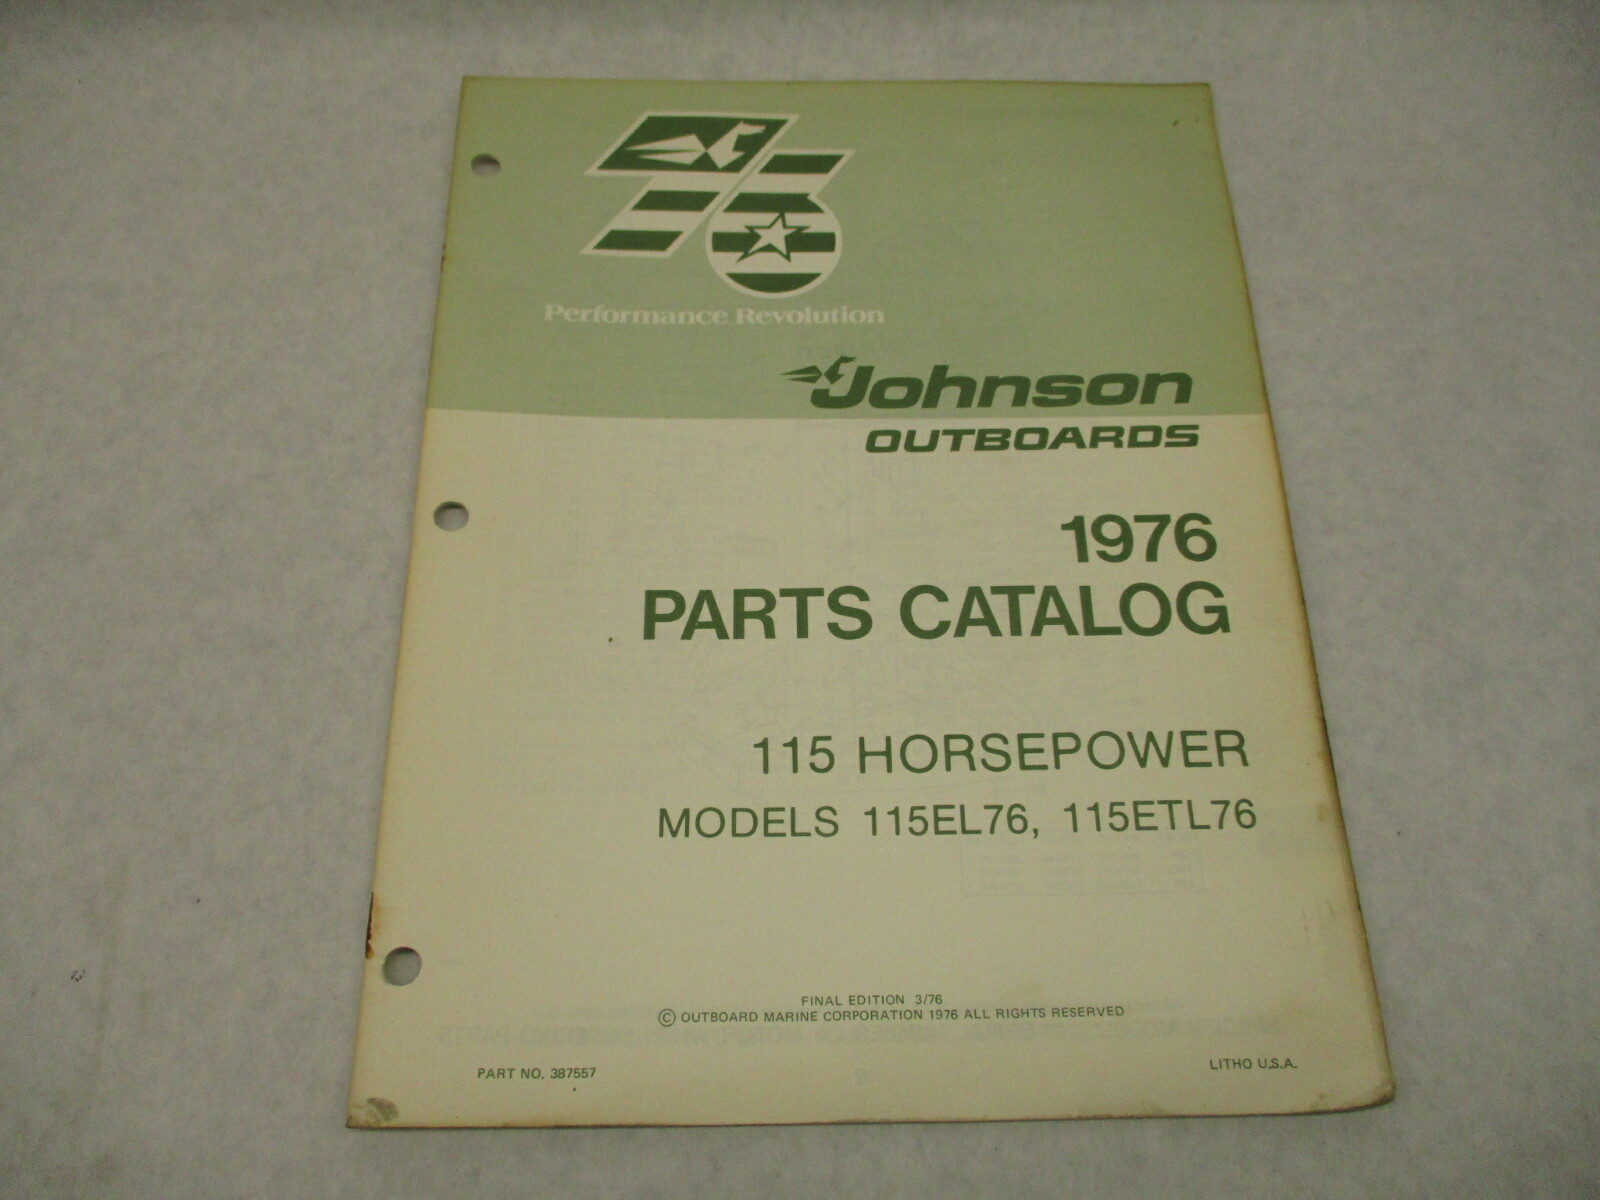 76
Performance Revolution
Johnson
OUTBOARDS
1976
PARTS CATALOG
115 HORSEPOWER
MODELS 115EL76, 115ETL76
FINAL EDITION 3/76
© OUTBOARD MARINE CORPORATION 1976 ALL RIGHTS RESERVED
PART NO. 387557
LITHO U.S.A.